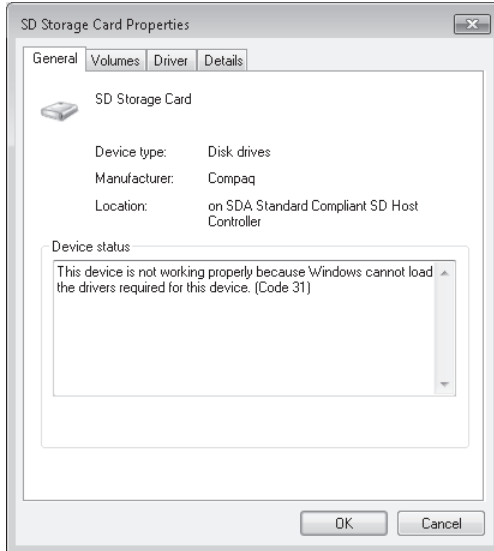 SD Storage Card Properties
General Volumes Driver Details
SD Storage Card
Device type: Disk drives
Manufacturer: Compaq
Location: on SDA Standard Compliant SD Host
Controller
Device status
This device is not working properly because Windows cannot load
the drivers required for this device. (Code 31)
OK Cancel